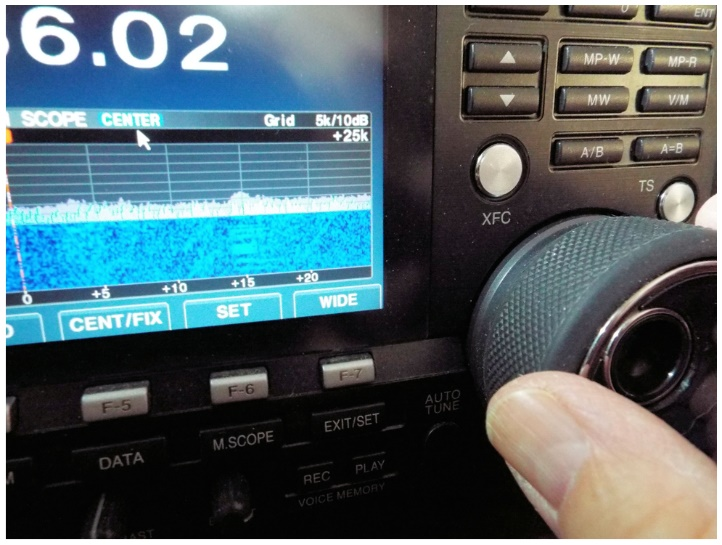 6.02
SCOPE CENTER Grid 5k/10dB
+25k
0 +5 +10 +15 +20
CENT/FIX SET WIDE
F-5 F-6 F-7
DATA M.SCOPE EXIT/SET
AUTO
TUNE
REC PLAY
VOICE MEMORY
ENT
▲ MP-W MP-R
▼ MW V/M
A/B A=B
XFC
TS